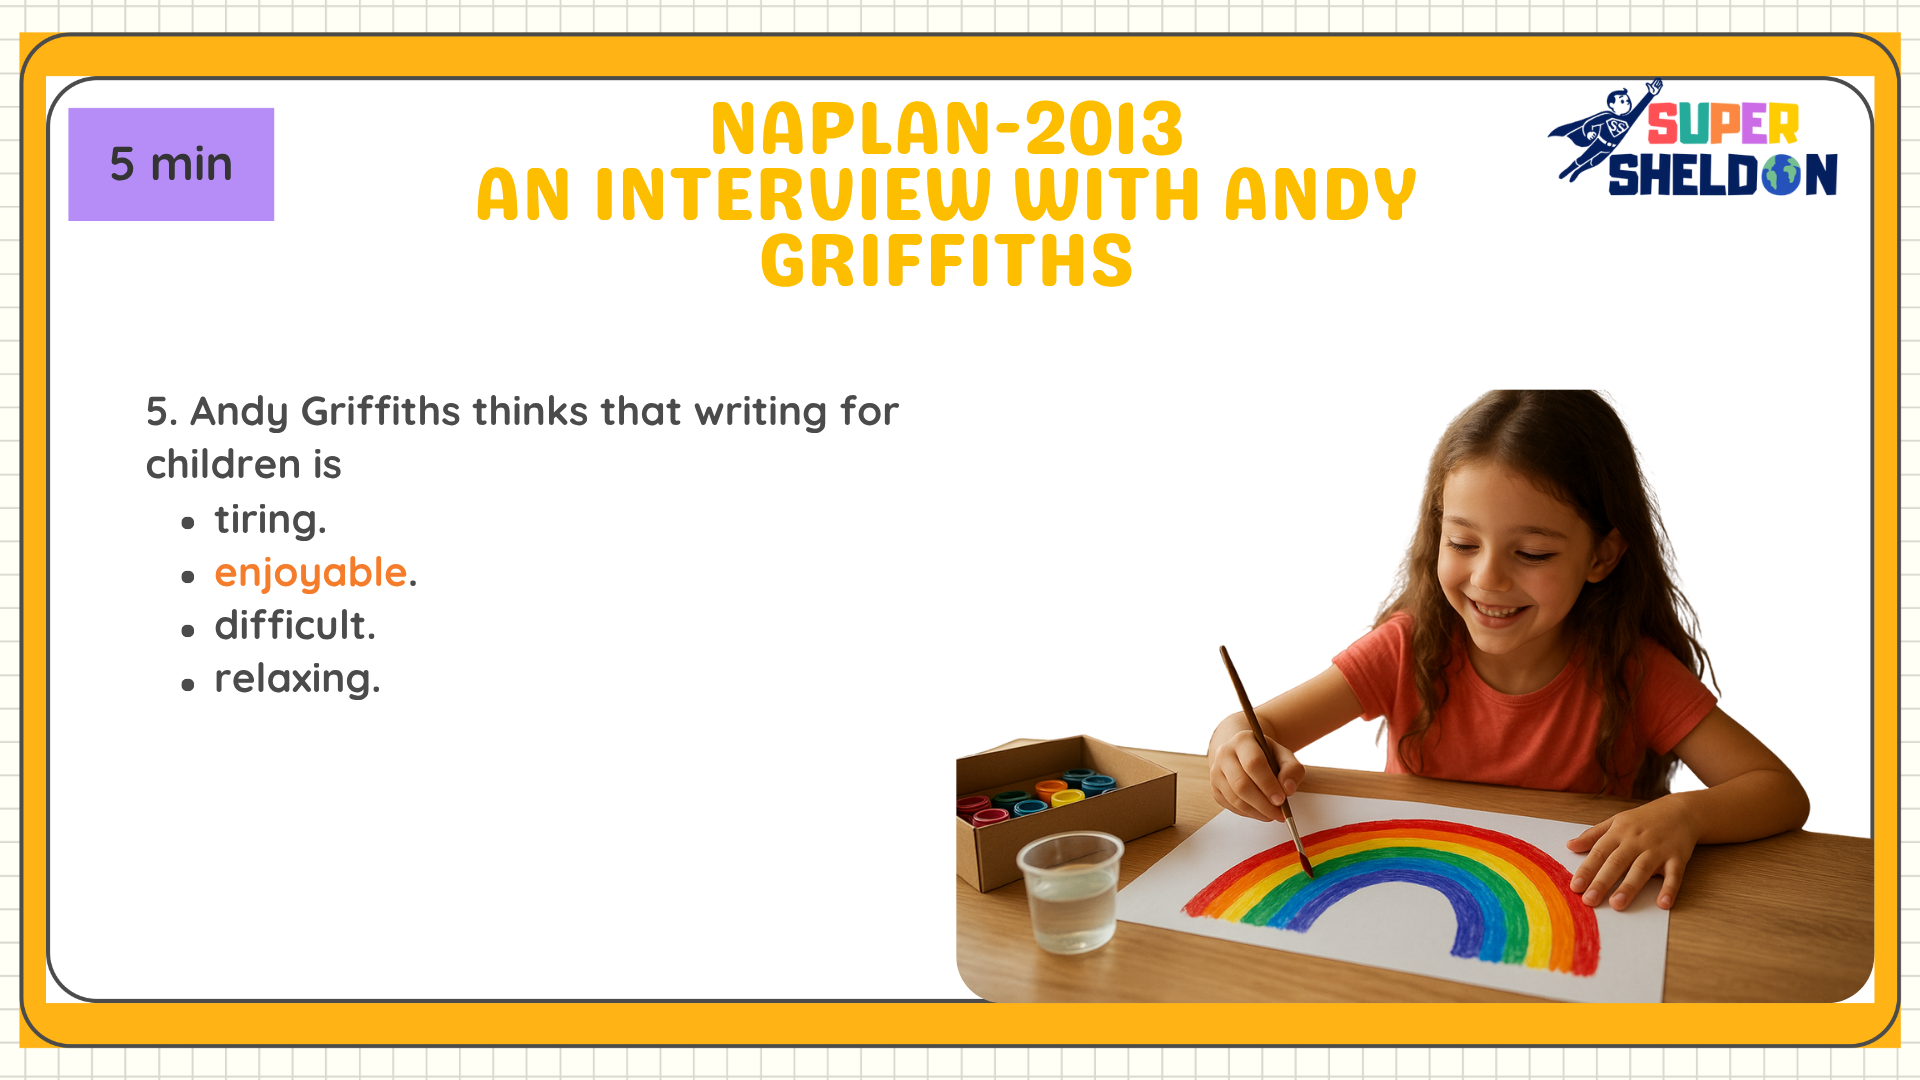 5 min
NAPLAN-2013
AN INTERVIEW WITH ANDY
GRIFFITHS
SS
SUPER
SHELDON
5. Andy Griffiths thinks that writing for
children is
• tiring.
• enjoyable.
• difficult.
• relaxing.